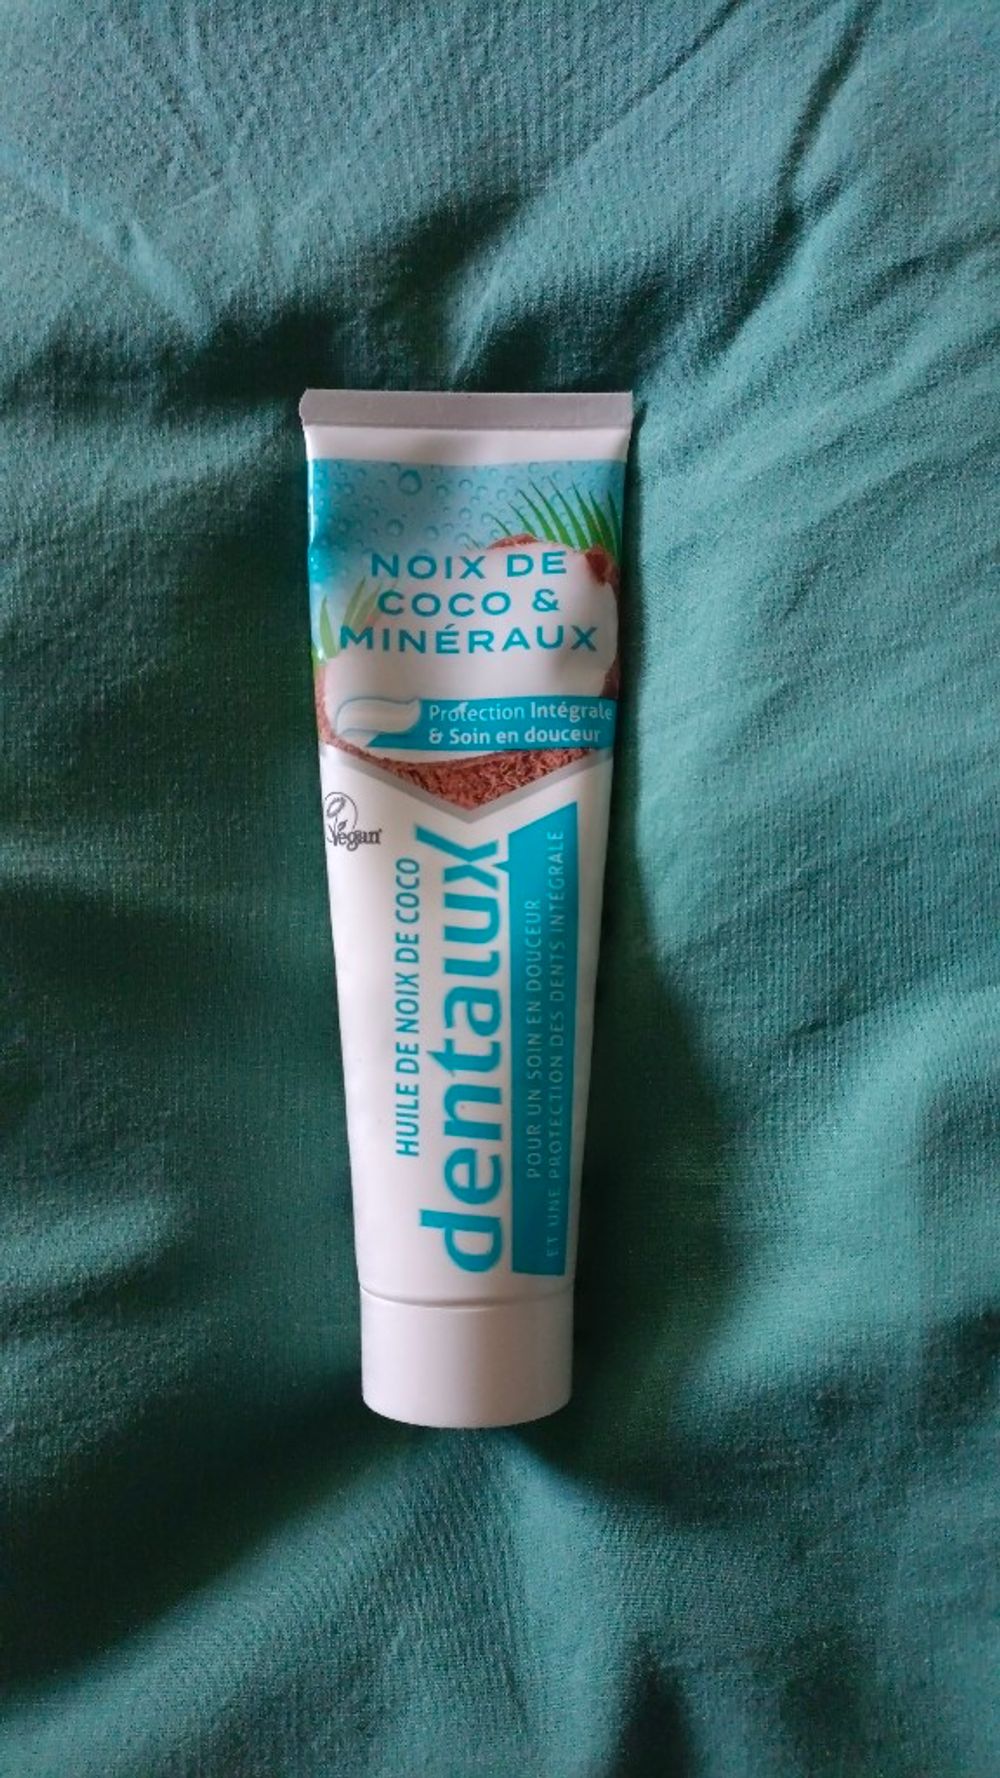 NOIX DE
COCO &
MINÉRAUX
Protection Intégrale
& Soin en douceur
Vegan
HUILE DE NOIX DE COCO
dentalux
POUR UN SOIN EN DOUCEUR
ET UNE PROTECTION DES DENTS INTÉGRALE